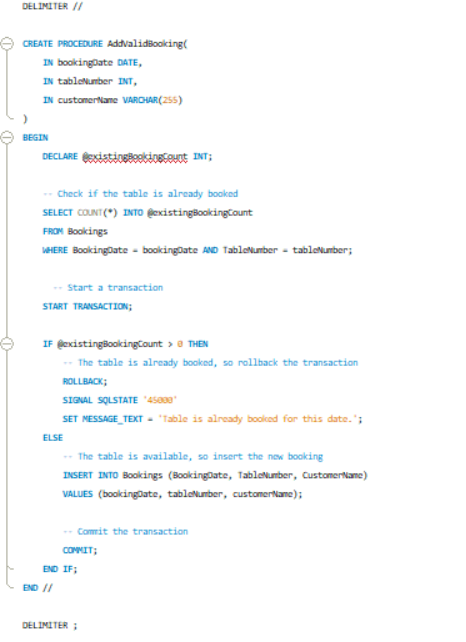 DELIMITER //
CREATE PROCEDURE AddValidBooking(
IN bookingDate DATE,
IN tableNumber INT,
IN customerName VARCHAR(255)
)
BEGIN
DECLARE @existingBookingCount INT;
-- Check if the table is already booked
SELECT COUNT(*) INTO @existingBookingCount
FROM Bookings
WHERE BookingDate = bookingDate AND TableNumber = tableNumber;
-- Start a transaction
START TRANSACTION;
IF @existingBookingCount > 0 THEN
-- The table is already booked, so rollback the transaction
ROLLBACK;
SIGNAL SQLSTATE '45000'
SET MESSAGE_TEXT = 'Table is already booked for this date.';
ELSE
-- The table is available, so insert the new booking
INSERT INTO Bookings (BookingDate, TableNumber, CustomerName)
VALUES (bookingDate, tableNumber, customerName);
-- Commit the transaction
COMMIT;
END IF;
END //
DELIMITER ;